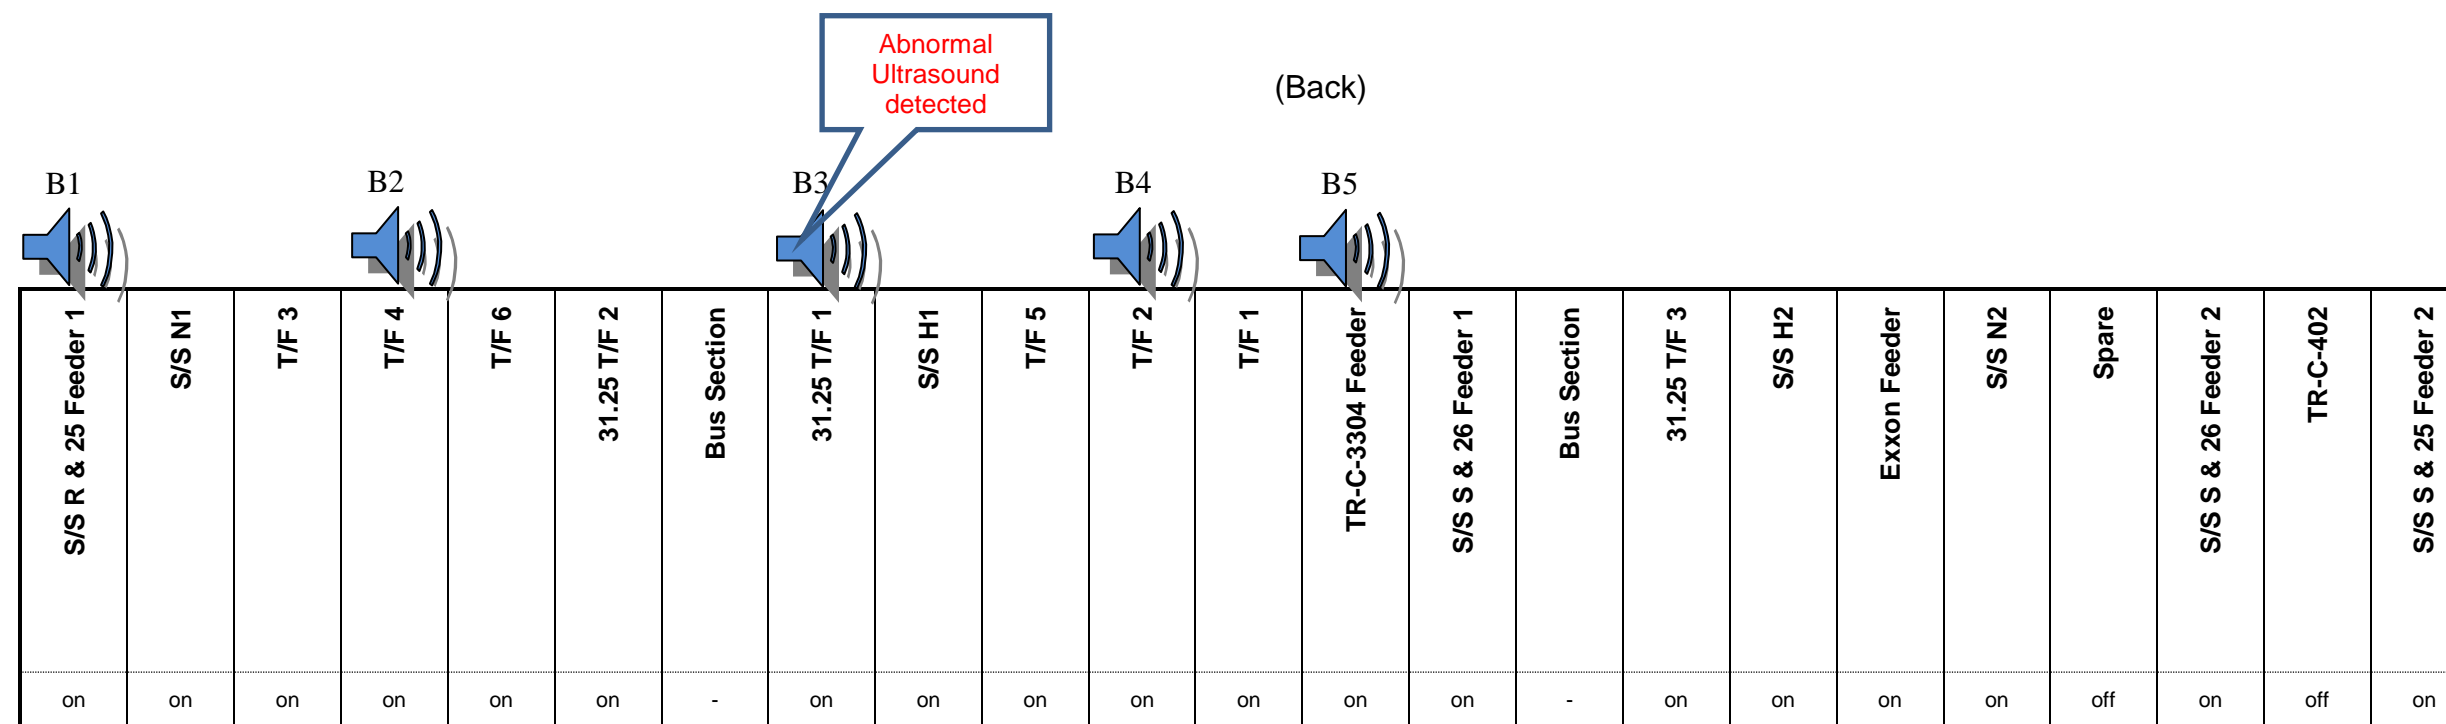 Abnormal
Ultrasound
detected
(Back)
B1
B2
B3
B4
B5
S/S R & 25 Feeder 1
S/S N1
T/F 3
T/F 4
T/F 6
31.25 T/F 2
Bus Section
31.25 T/F 1
S/S H1
T/F 5
T/F 2
T/F 1
TR-C-3304 Feeder
S/S S & 26 Feeder 1
Bus Section
31.25 T/F 3
S/S H2
Exxon Feeder
S/S N2
Spare
S/S S & 26 Feeder 2
TR-C-402
S/S S & 25 Feeder 2
on on on on on on - on on on on on on on - on on on on off on off on